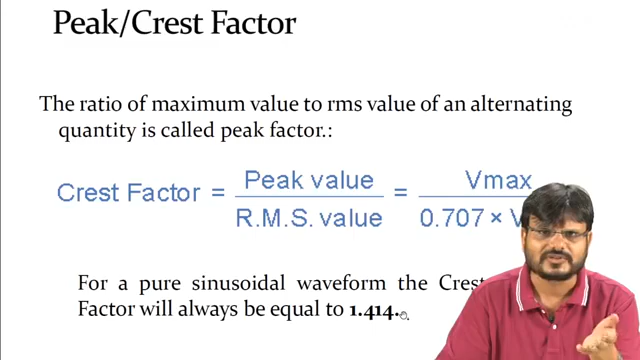 Peak/Crest Factor
The ratio of maximum value to rms value of an alternating
quantity is called peak factor.:
Crest Factor = Peak value / R.M.S. value = Vmax / 0.707 ×
For a pure sinusoidal waveform the Crest
Factor will always be equal to 1.414.